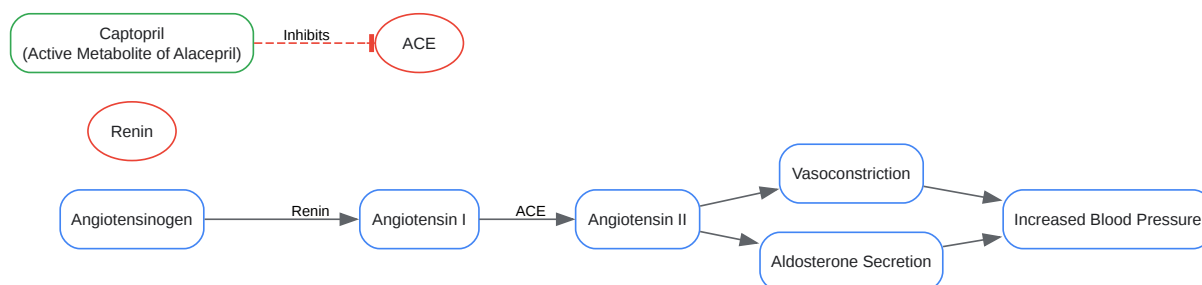 Captopril
(Active Metabolite of Alacepril)
Inhibits
ACE
Renin
Angiotensinogen
Renin
Angiotensin I
ACE
Angiotensin II
Vasoconstriction
Aldosterone Secretion
Increased Blood Pressure